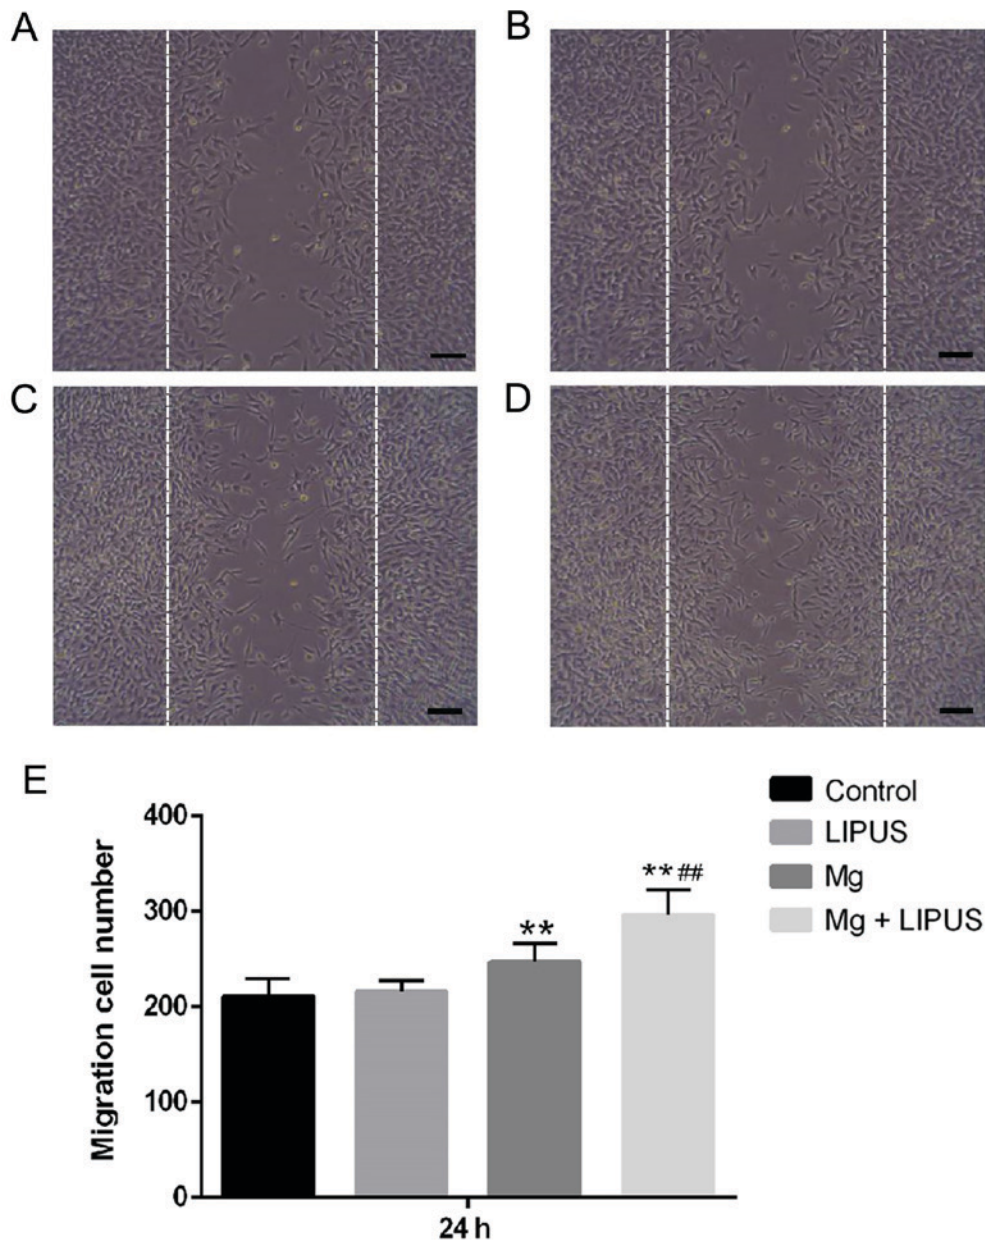 A
B
C
D
E
400
300
200
100
0
Migration cell number
**
**##
24 h
Control
LIPUS
Mg
Mg + LIPUS